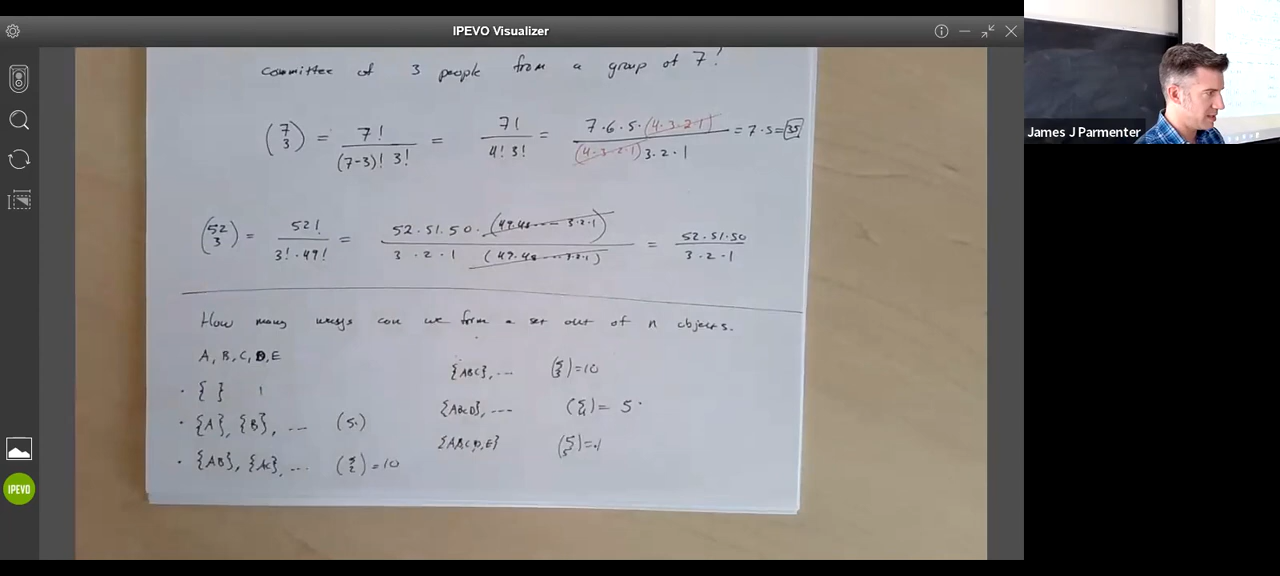 IPEVO Visualizer
James J Parmenter
committee of 3 people from a group of 7?
(7 3) = 7! / (7-3)! 3! = 7! / 4! 3! = 7·6·5·(4·3·2·1) / (4·3·2·1) 3·2·1 = 7·5 = 35
(52 3) = 52! / 3!·49! = 52·51·50·(49·48 --- 3·2·1) / 3·2·1 (49·48 --- 3·2·1) = 52·51·50 / 3·2·1
How many ways can we form a set out of n objects.
A, B, C, D, E
· { } 1
· {A}, {B}, --- (5)
· {AB}, {AC}, --- (5 2) = 10
{ABC}, --- (5 3) = 10
{ABCD}, --- (5 4) = 5
{ABCD,E} (5 5) = 1
IPEVO